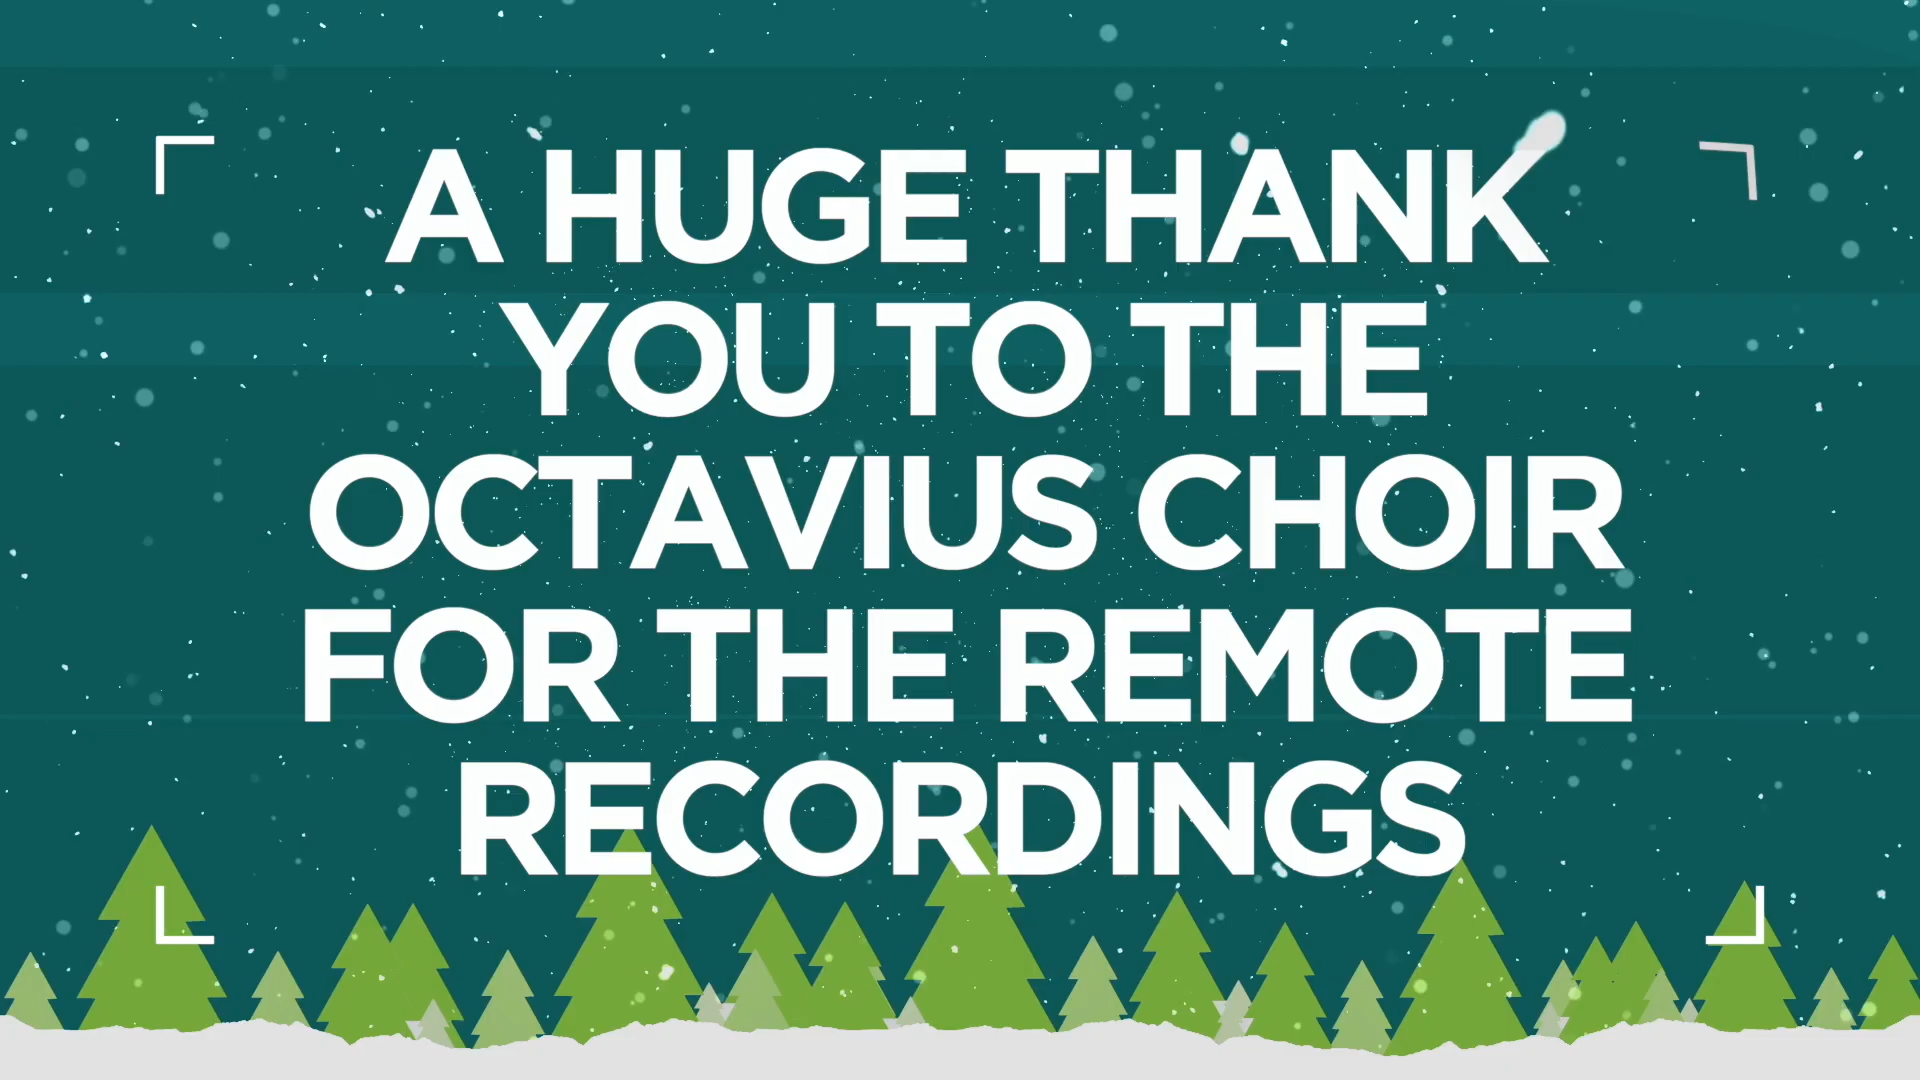 A HUGE THANK
YOU TO THE
OCTAVIUS CHOIR
FOR THE REMOTE
RECORDINGS